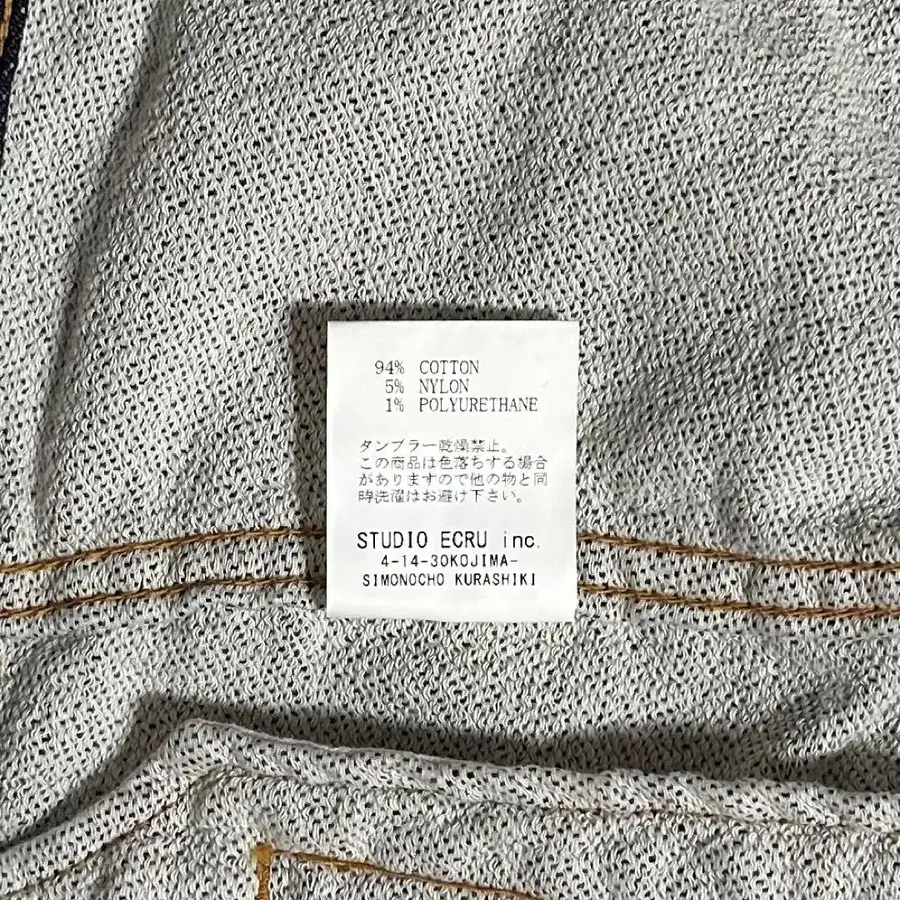 94% COTTON
5% NYLON
1% POLYURETHANE
タンブラー乾燥禁止。
この商品は色落ちする場合
がありますので他の物と同
時洗濯はお避け下さい。
STUDIO ECRU inc.
4-14-30KOJIMA-
SIMONOCHO KURASHIKI